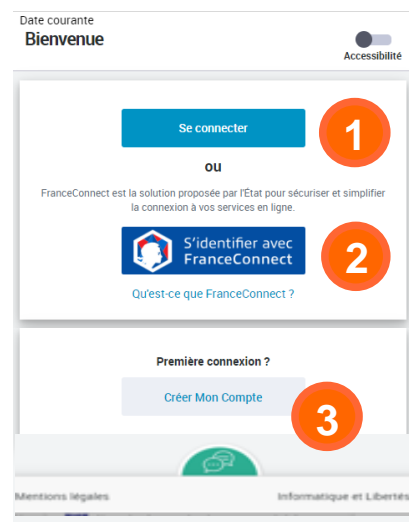 Date courante
Bienvenue
Accessibilité
Se connecter
1
ou
FranceConnect est la solution proposée par l'État pour sécuriser et simplifier
la connexion à vos services en ligne.
S'identifier avec
FranceConnect
2
Qu'est-ce que FranceConnect ?
Première connexion ?
Créer Mon Compte
3
Mentions légales
Informatique et Libertés